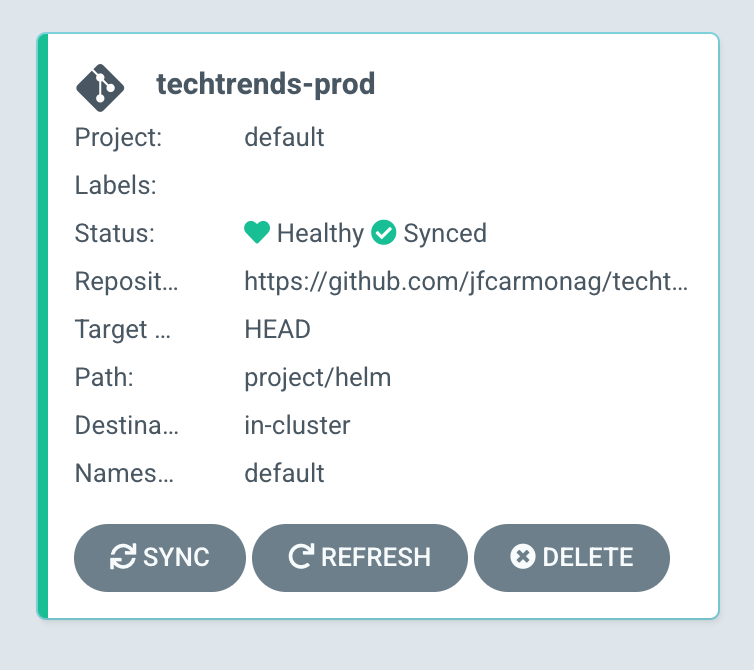 techtrends-prod
Project: default
Labels:
Status: Healthy Synced
Reposit... https://github.com/jfcarmonag/techt...
Target ... HEAD
Path: project/helm
Destina... in-cluster
Names... default
SYNC REFRESH DELETE